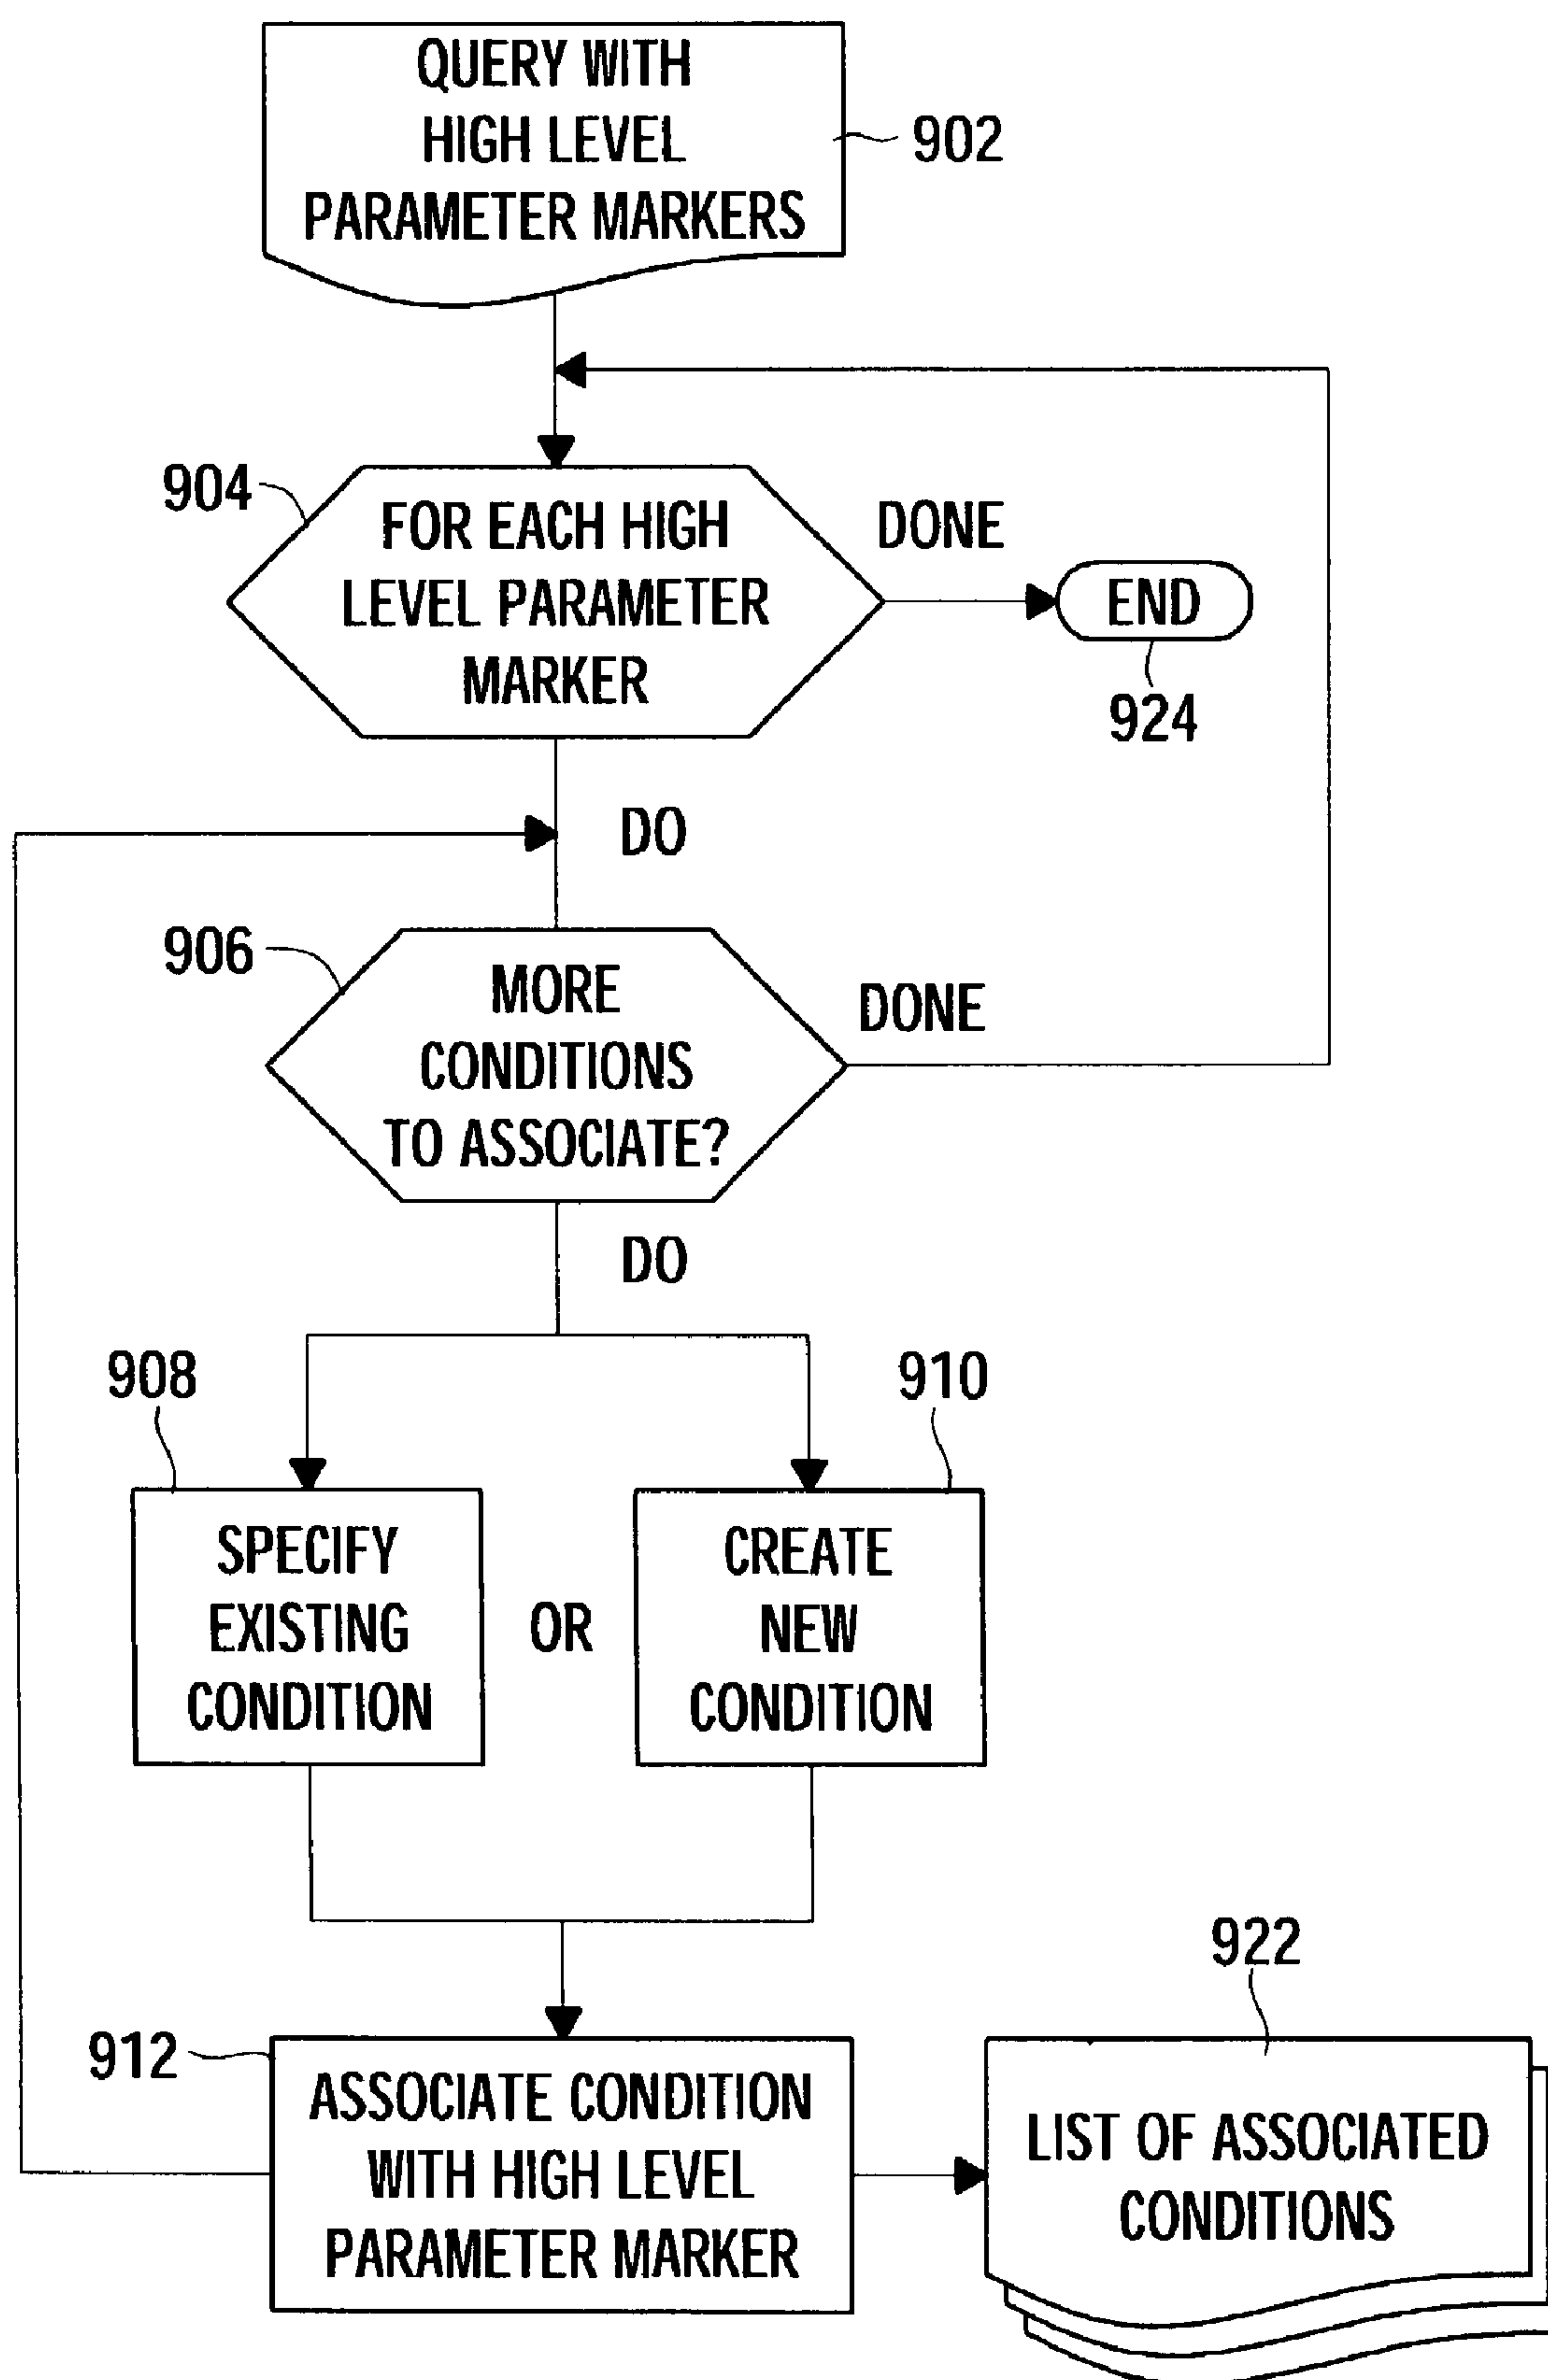 QUERY WITH
HIGH LEVEL
PARAMETER MARKERS
902
904
FOR EACH HIGH
LEVEL PARAMETER
MARKER
DONE
END
924
DO
906
MORE
CONDITIONS
TO ASSOCIATE?
DONE
DO
908
910
SPECIFY
EXISTING
CONDITION
OR
CREATE
NEW
CONDITION
912
ASSOCIATE CONDITION
WITH HIGH LEVEL
PARAMETER MARKER
922
LIST OF ASSOCIATED
CONDITIONS